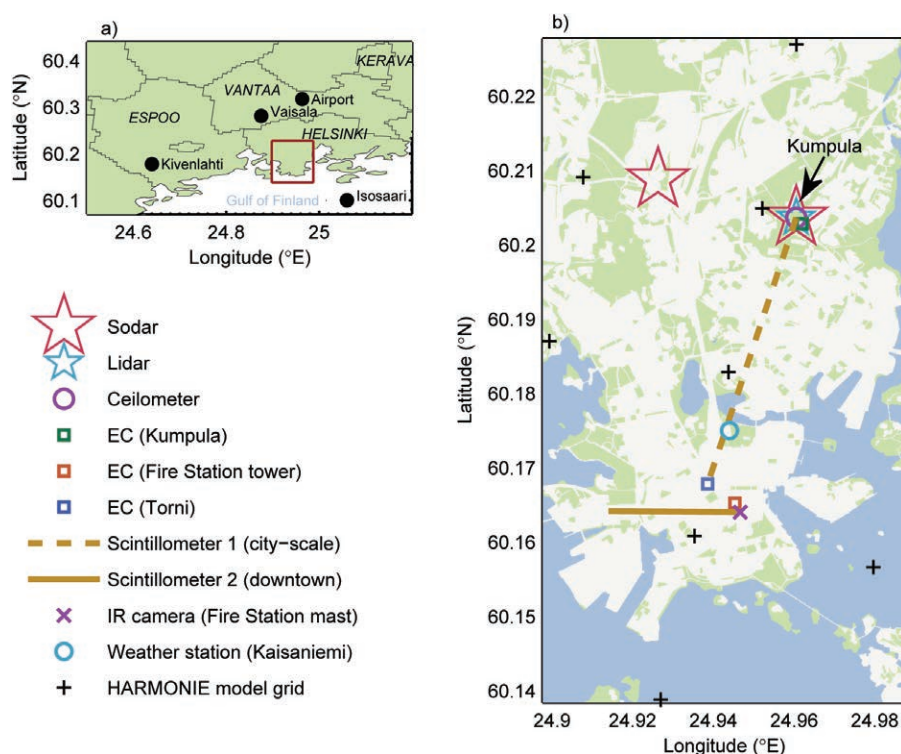 a)
Latitude (°N)
60.4
60.3
60.2
60.1
KERAVA
VANTAA
Airport
Vaisala
ESPOO
HELSINKI
Kivenlahti
Gulf of Finland
Isosaari
24.6
24.8
25
Longitude (°E)
Sodar
Lidar
Ceilometer
EC (Kumpula)
EC (Fire Station tower)
EC (Torni)
Scintillometer 1 (city−scale)
Scintillometer 2 (downtown)
IR camera (Fire Station mast)
Weather station (Kaisaniemi)
HARMONIE model grid
b)
Latitude (°N)
60.22
60.21
60.2
60.19
60.18
60.17
60.16
60.15
60.14
Kumpula
24.9
24.92
24.94
24.96
24.98
Longitude (°E)